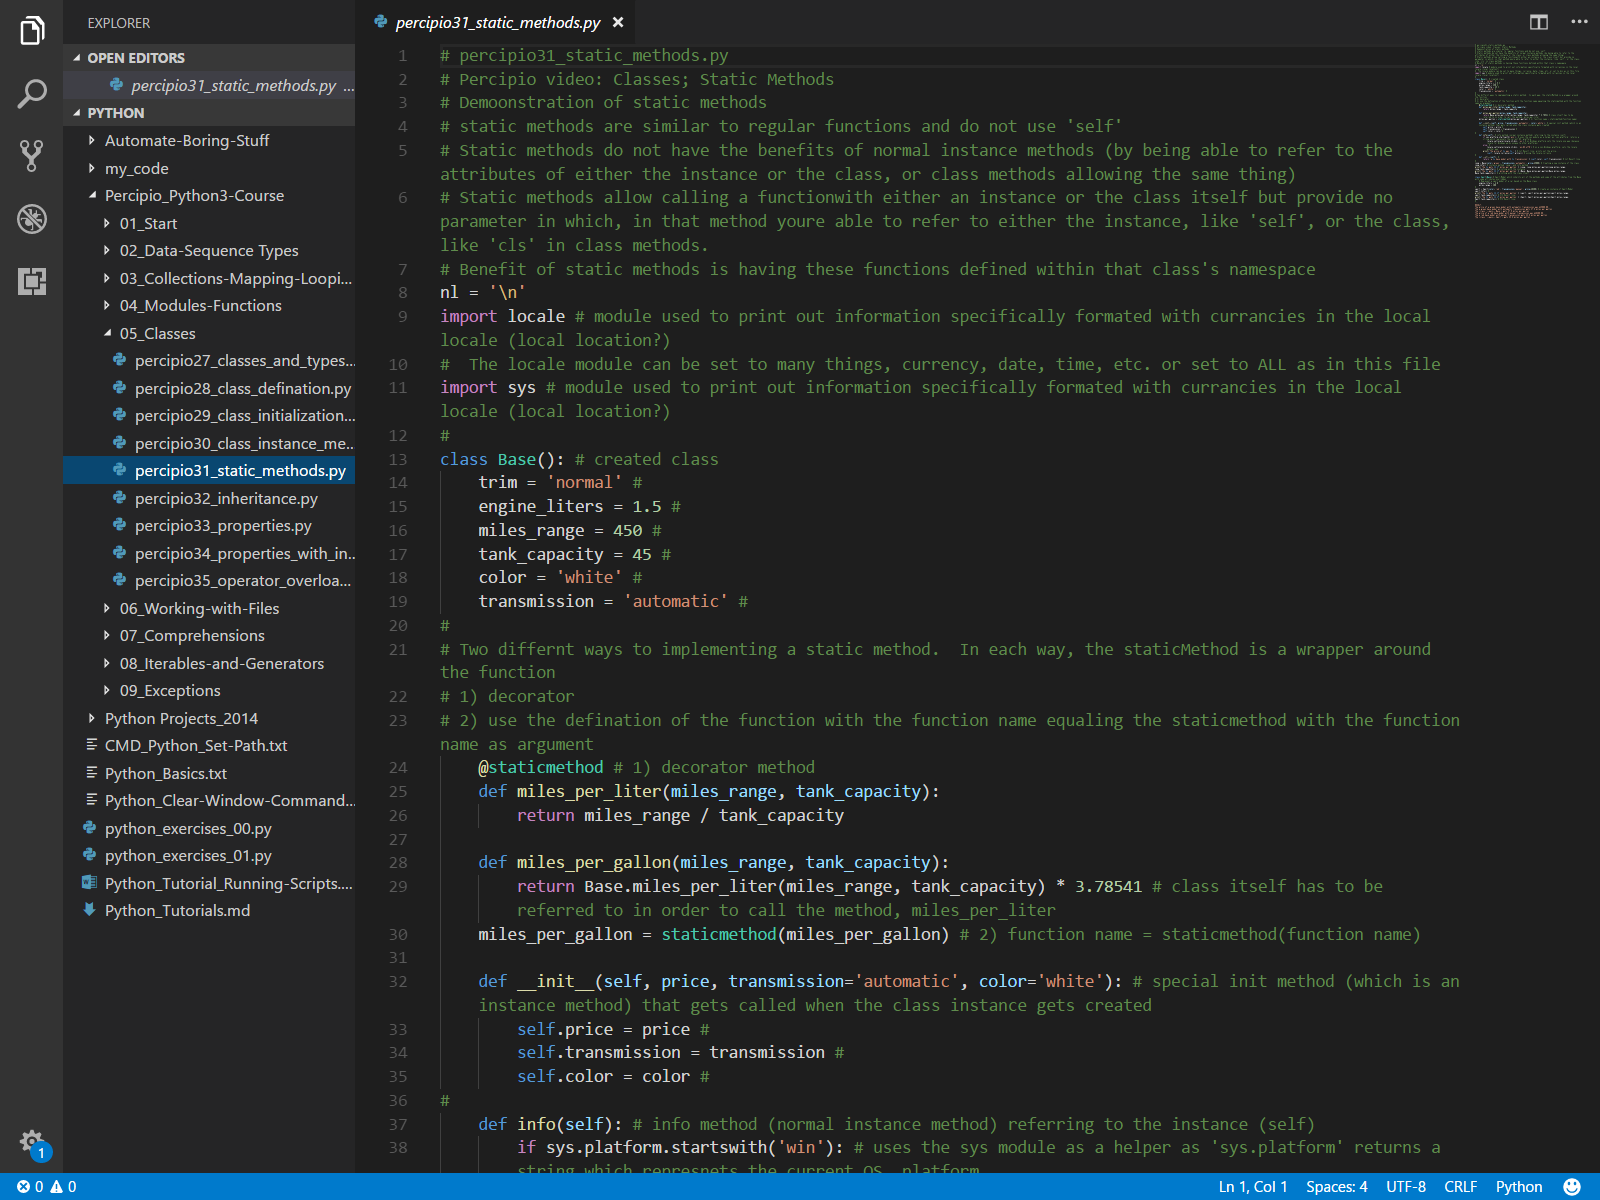 EXPLORER
OPEN EDITORS
percipio31_static_methods.py ...
PYTHON
Automate-Boring-Stuff
my_code
Percipio_Python3-Course
01_Start
02_Data-Sequence Types
03_Collections-Mapping-Loopi...
04_Modules-Functions
05_Classes
percipio27_classes_and_types...
percipio28_class_defination.py
percipio29_class_initialization...
percipio30_class_instance_me...
percipio31_static_methods.py
percipio32_inheritance.py
percipio33_properties.py
percipio34_properties_with_in...
percipio35_operator_overloa...
06_Working-with-Files
07_Comprehensions
08_Iterables-and-Generators
09_Exceptions
Python Projects_2014
CMD_Python_Set-Path.txt
Python_Basics.txt
Python_Clear-Window-Command...
python_exercises_00.py
python_exercises_01.py
Python_Tutorial_Running-Scripts....
Python_Tutorials.md
1
percipio31_static_methods.py
1 # percipio31_static_methods.py
2 # Percipio video: Classes; Static Methods
3 # Demoonstration of static methods
4 # static methods are similar to regular functions and do not use 'self'
5 # Static methods do not have the benefits of normal instance methods (by being able to refer to the
attributes of either the instance or the class, or class methods allowing the same thing)
6 # Static methods allow calling a functionwith either an instance or the class itself but provide no
parameter in which, in that method youre able to refer to either the instance, like 'self', or the class,
like 'cls' in class methods.
7 # Benefit of static methods is having these functions defined within that class's namespace
8 nl = '\n'
9 import locale # module used to print out information specifically formated with currancies in the local
locale (local location?)
10 #  The locale module can be set to many things, currency, date, time, etc. or set to ALL as in this file
11 import sys # module used to print out information specifically formated with currancies in the local
locale (local location?)
12 #
13 class Base(): # created class
14 trim = 'normal' #
15 engine_liters = 1.5 #
16 miles_range = 450 #
17 tank_capacity = 45 #
18 color = 'white' #
19 transmission = 'automatic' #
20 #
21 # Two differnt ways to implementing a static method.  In each way, the staticMethod is a wrapper around
the function
22 # 1) decorator
23 # 2) use the defination of the function with the function name equaling the staticmethod with the function
name as argument
24 @staticmethod # 1) decorator method
25 def miles_per_liter(miles_range, tank_capacity):
26 return miles_range / tank_capacity
27
28 def miles_per_gallon(miles_range, tank_capacity):
29 return Base.miles_per_liter(miles_range, tank_capacity) * 3.78541 # class itself has to be
referred to in order to call the method, miles_per_liter
30 miles_per_gallon = staticmethod(miles_per_gallon) # 2) function name = staticmethod(function name)
31
32 def __init__(self, price, transmission='automatic', color='white'): # special init method (which is an
instance method) that gets called when the class instance gets created
33 self.price = price #
34 self.transmission = transmission #
35 self.color = color #
36 #
37 def info(self): # info method (normal instance method) referring to the instance (self)
38 if sys.platform.startswith('win'): # uses the sys module as a helper as 'sys.platform' returns a
string which represnets the current OS  platform
0 0
Ln 1, Col 1 Spaces: 4 UTF-8 CRLF Python